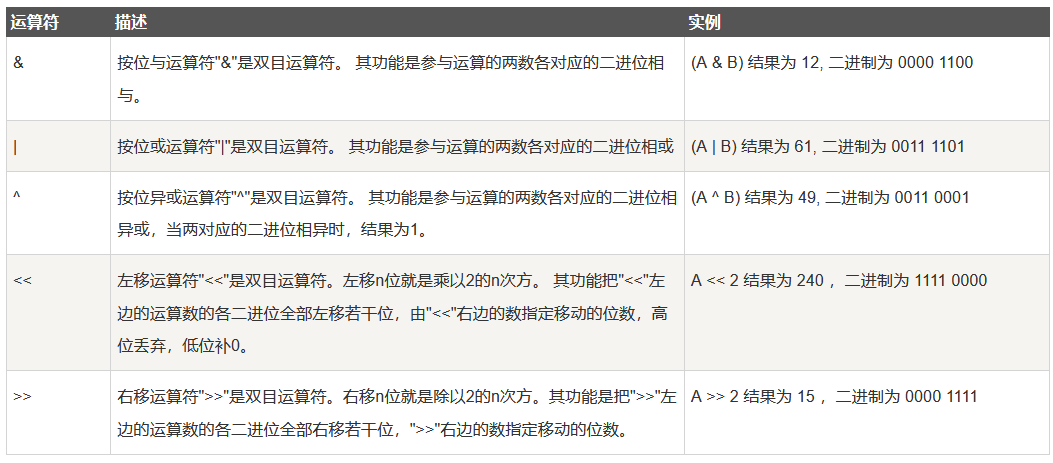 运算符 描述 实例
& 按位与运算符"&"是双目运算符。 其功能是参与运算的两数各对应的二进位相 (A & B) 结果为 12, 二进制为 0000 1100
与。
| 按位或运算符"|"是双目运算符。 其功能是参与运算的两数各对应的二进位相或 (A | B) 结果为 61, 二进制为 0011 1101
^ 按位异或运算符"^"是双目运算符。 其功能是参与运算的两数各对应的二进位相 (A ^ B) 结果为 49, 二进制为 0011 0001
异或，当两对应的二进位相异时，结果为1。
<< 左移运算符"<<"是双目运算符。左移n位就是乘以2的n次方。 其功能把"<<"左 A << 2 结果为 240 ，二进制为 1111 0000
边的运算数的各二进位全部左移若干位，由"<<"右边的数指定移动的位数，高
位丢弃，低位补0。
>> 右移运算符">>"是双目运算符。右移n位就是除以2的n次方。其功能是把">>"左 A >> 2 结果为 15 ，二进制为 0000 1111
边的运算数的各二进位全部右移若干位，">>"右边的数指定移动的位数。